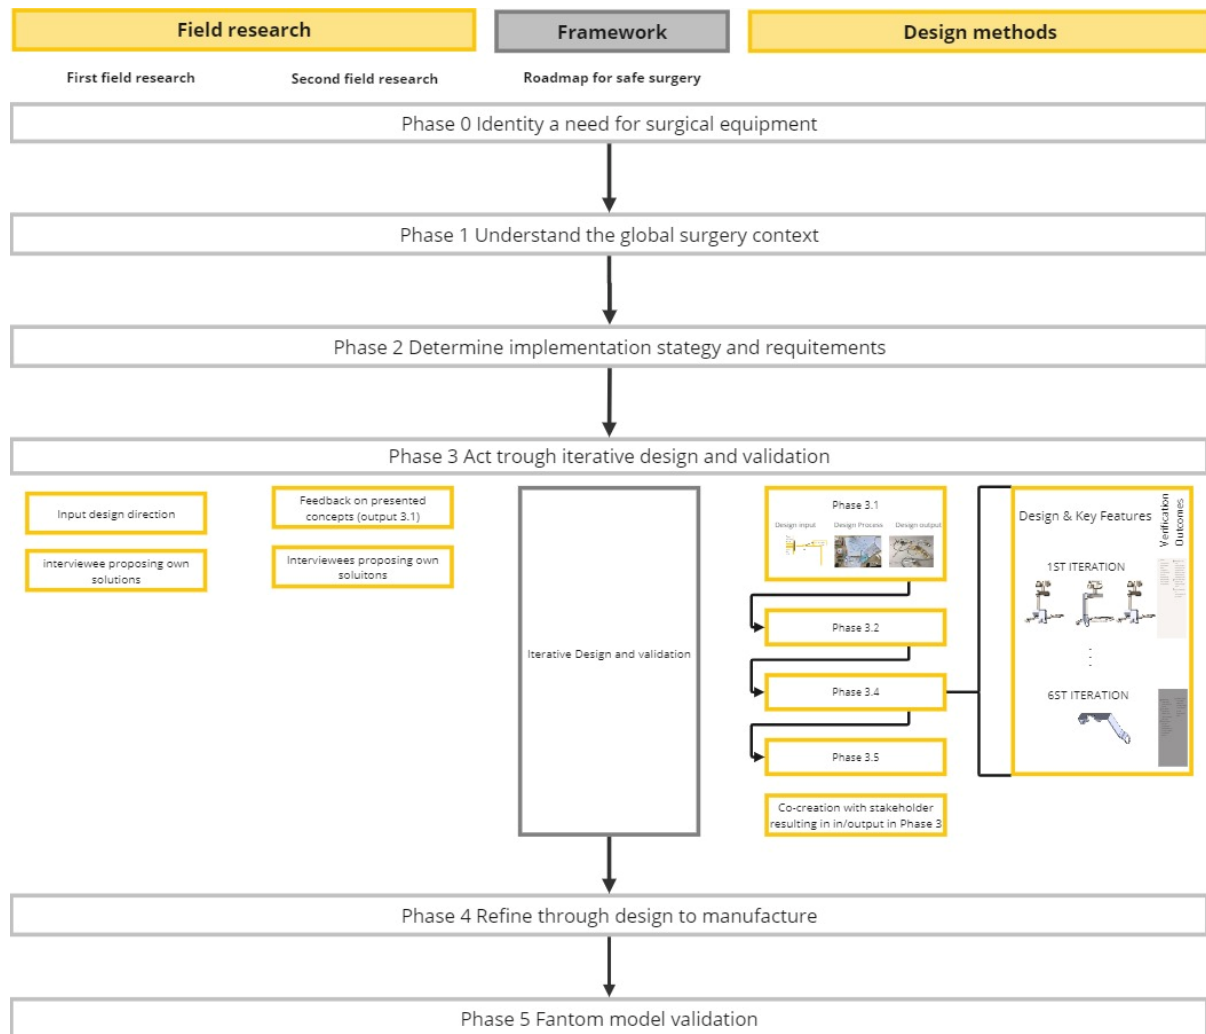 Field research
Framework
Design methods
First field research
Second field research
Roadmap for safe surgery
Phase 0 Identity a need for surgical equipment
Phase 1 Understand the global surgery context
Phase 2 Determine implementation stategy and requitements
Phase 3 Act trough iterative design and validation
Input design direction
interviewee proposing own
solutions
Feedback on presented
concepts (output 3.1)
Interviewees proposing own
soluitons
Iterative Design and validation
Phase 3.1
Design input
Design Process
Design output
Phase 3.2
Phase 3.4
Phase 3.5
Co-creation with stakeholder
resulting in in/output in Phase 3
Design & Key Features
Verification
Outcomes
1ST ITERATION
6ST ITERATION
Phase 4 Refine through design to manufacture
Phase 5 Fantom model validation